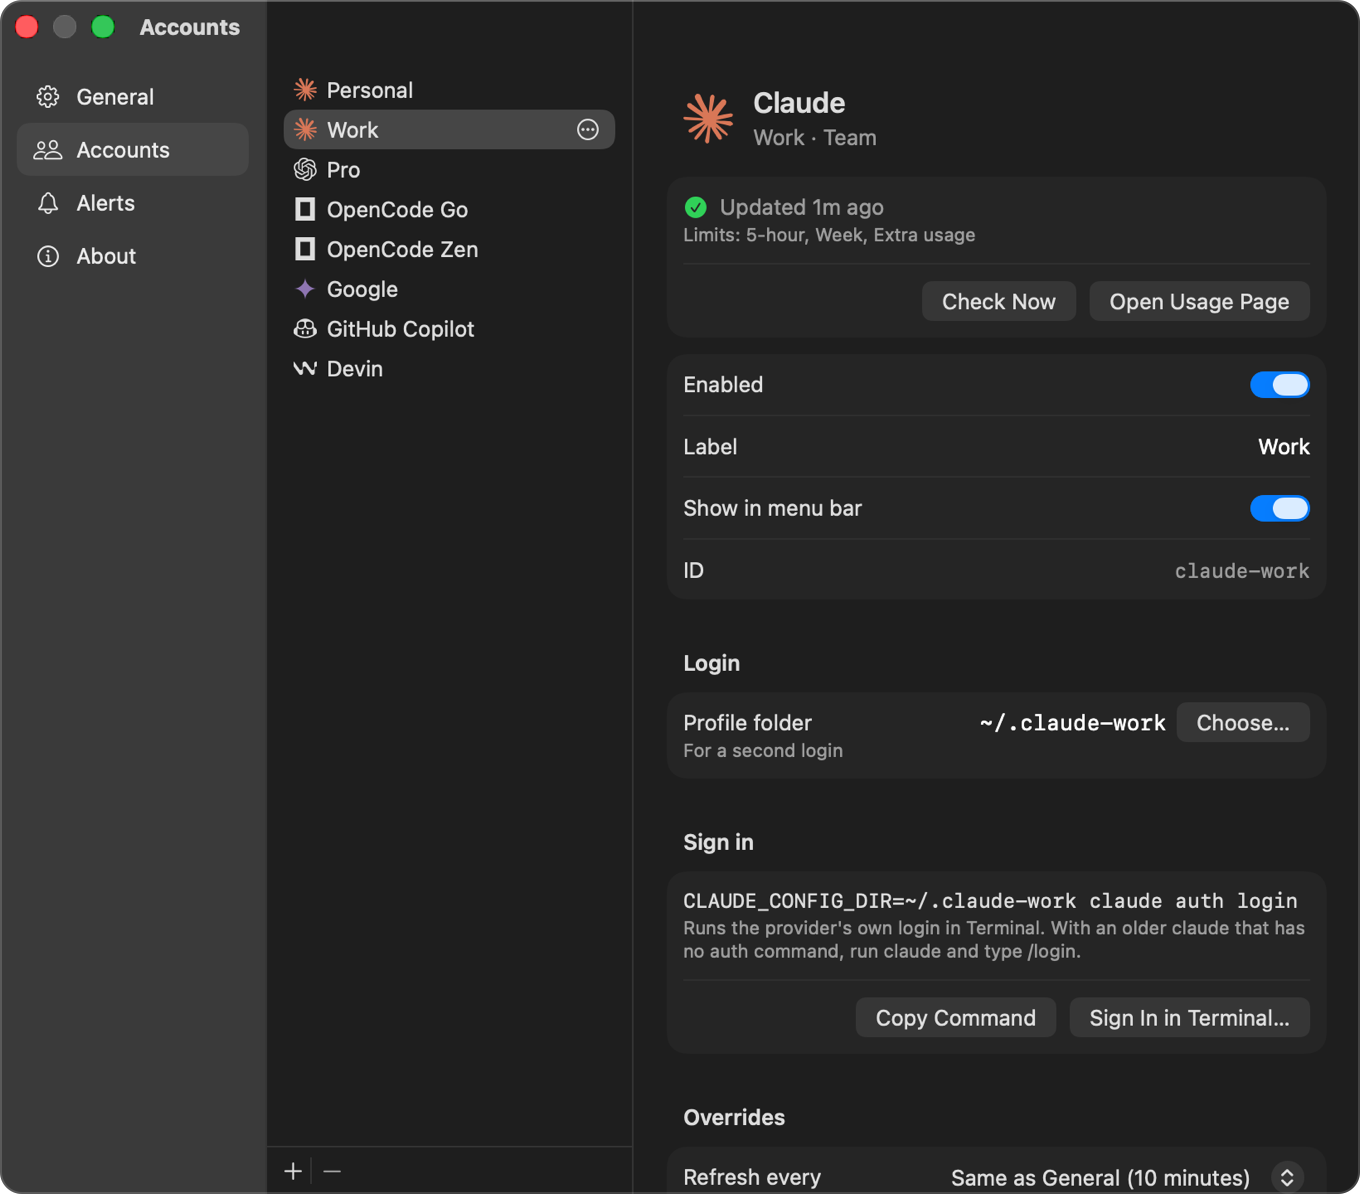 Accounts
General
Accounts
Alerts
About
Personal
Work
Pro
OpenCode Go
OpenCode Zen
Google
GitHub Copilot
Devin
Claude
Work · Team
Updated 1m ago
Limits: 5-hour, Week, Extra usage
Check Now
Open Usage Page
Enabled
Label
Work
Show in menu bar
ID
claude-work
Login
Profile folder
~/.claude-work
Choose...
For a second login
Sign in
CLAUDE_CONFIG_DIR=~/.claude-work claude auth login
Runs the provider's own login in Terminal. With an older claude that has
no auth command, run claude and type /login.
Copy Command
Sign In in Terminal...
Overrides
Refresh every
Same as General (10 minutes)